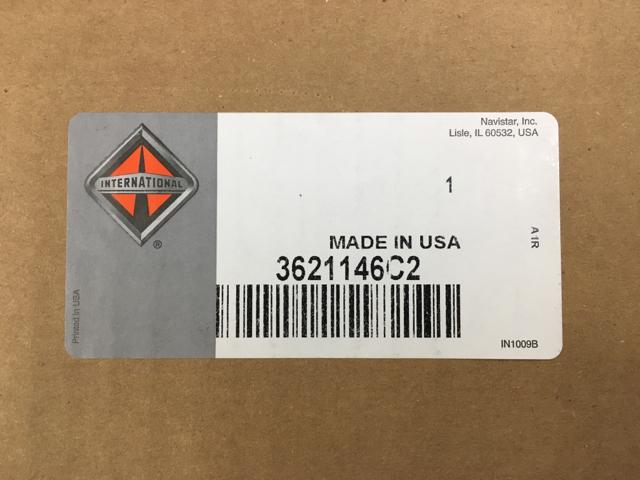 Navistar, Inc.
Lisle, IL 60532, USA
INTERNATIONAL
®
1
MADE IN USA
3621146C2
A1R
Printed in USA
IN1009B